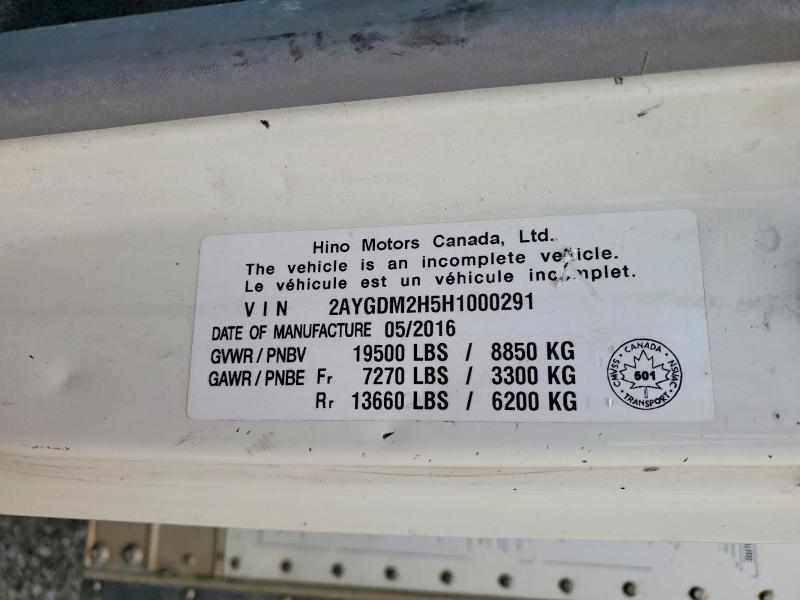 Hino Motors Canada, Ltd.
The vehicle is an incomplete vehicle.
Le véhicule est un véhicule incomplet.
VIN 2AYGDM2H5H1000291
DATE OF MANUFACTURE 05/2016
GVWR / PNBV 19500 LBS / 8850 KG
GAWR / PNBE Fr 7270 LBS / 3300 KG
Rr 13660 LBS / 6200 KG
CANADA
CMVSS 501 NSVAC
TRANSPORT